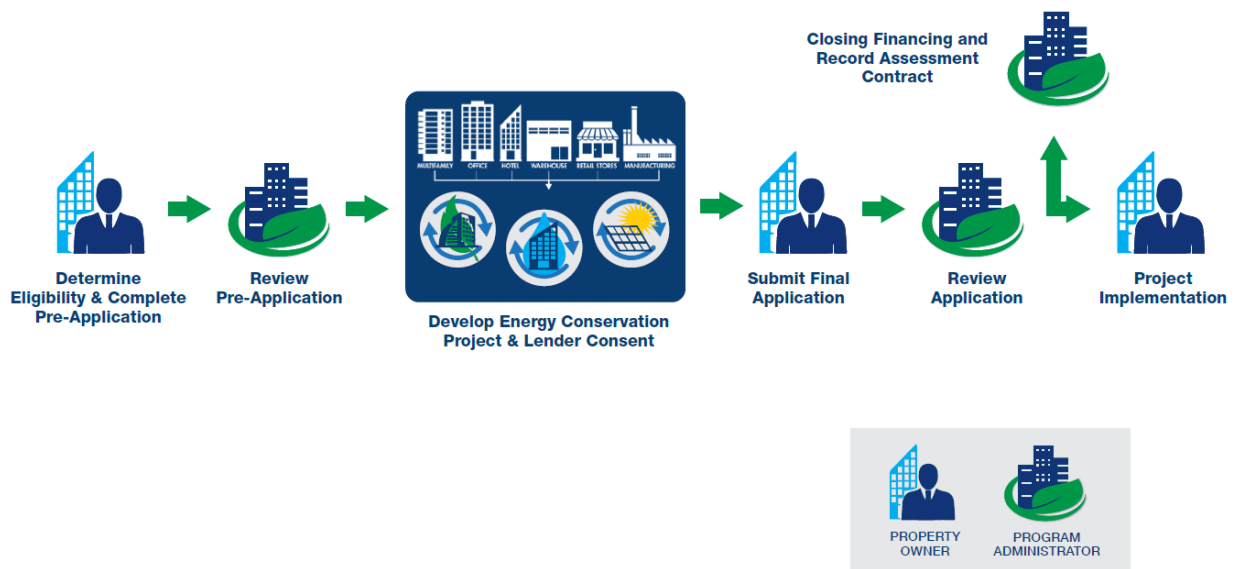 Closing Financing and
Record Assessment
Contract
MULTIFAMILY
OFFICE
HOTEL
WAREHOUSE
RETAIL STORES
MANUFACTURING
Determine
Eligibility & Complete
Pre-Application
Review
Pre-Application
Develop Energy Conservation
Project & Lender Consent
Submit Final
Application
Review
Application
Project
Implementation
PROPERTY
OWNER
PROGRAM
ADMINISTRATOR